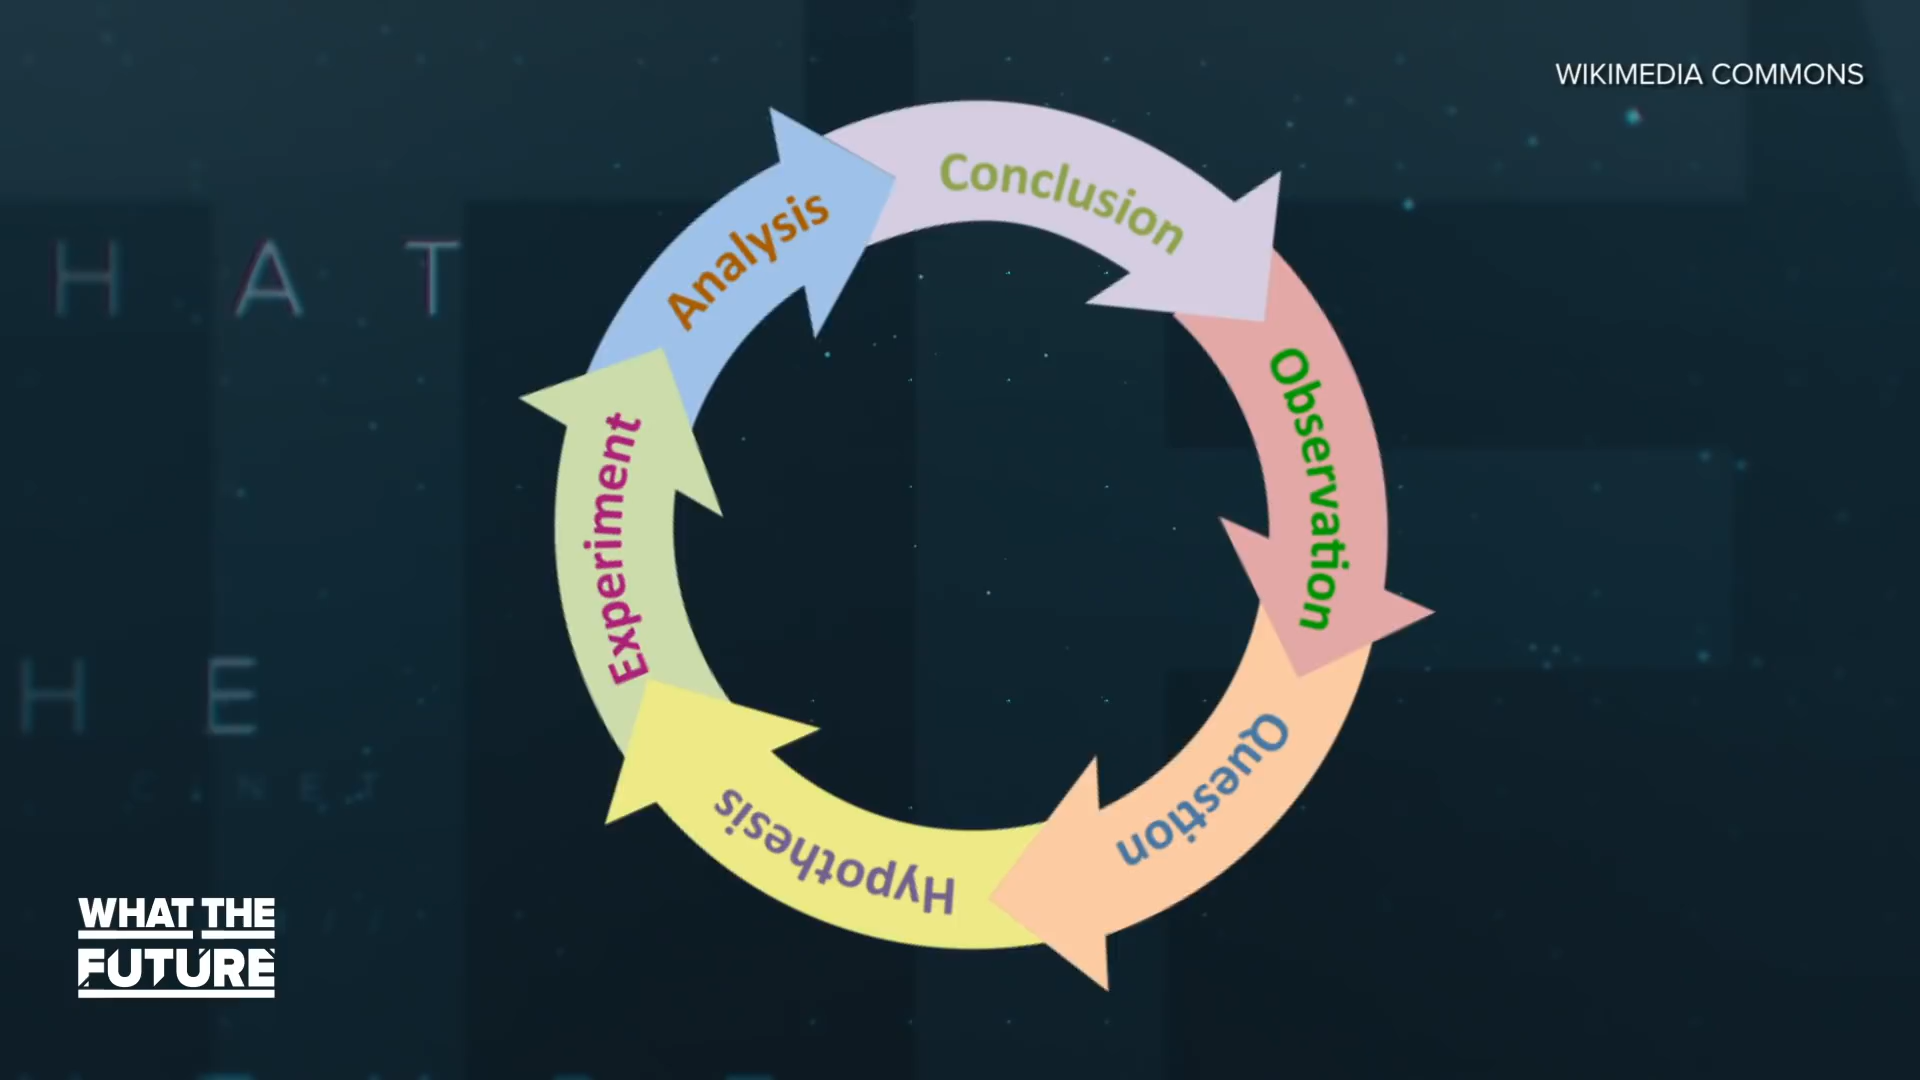 WIKIMEDIA COMMONS
Conclusion
Observation
Question
Hypothesis
Experiment
Analysis
H A T
H E
C N E T
WHAT THE
FUTURE